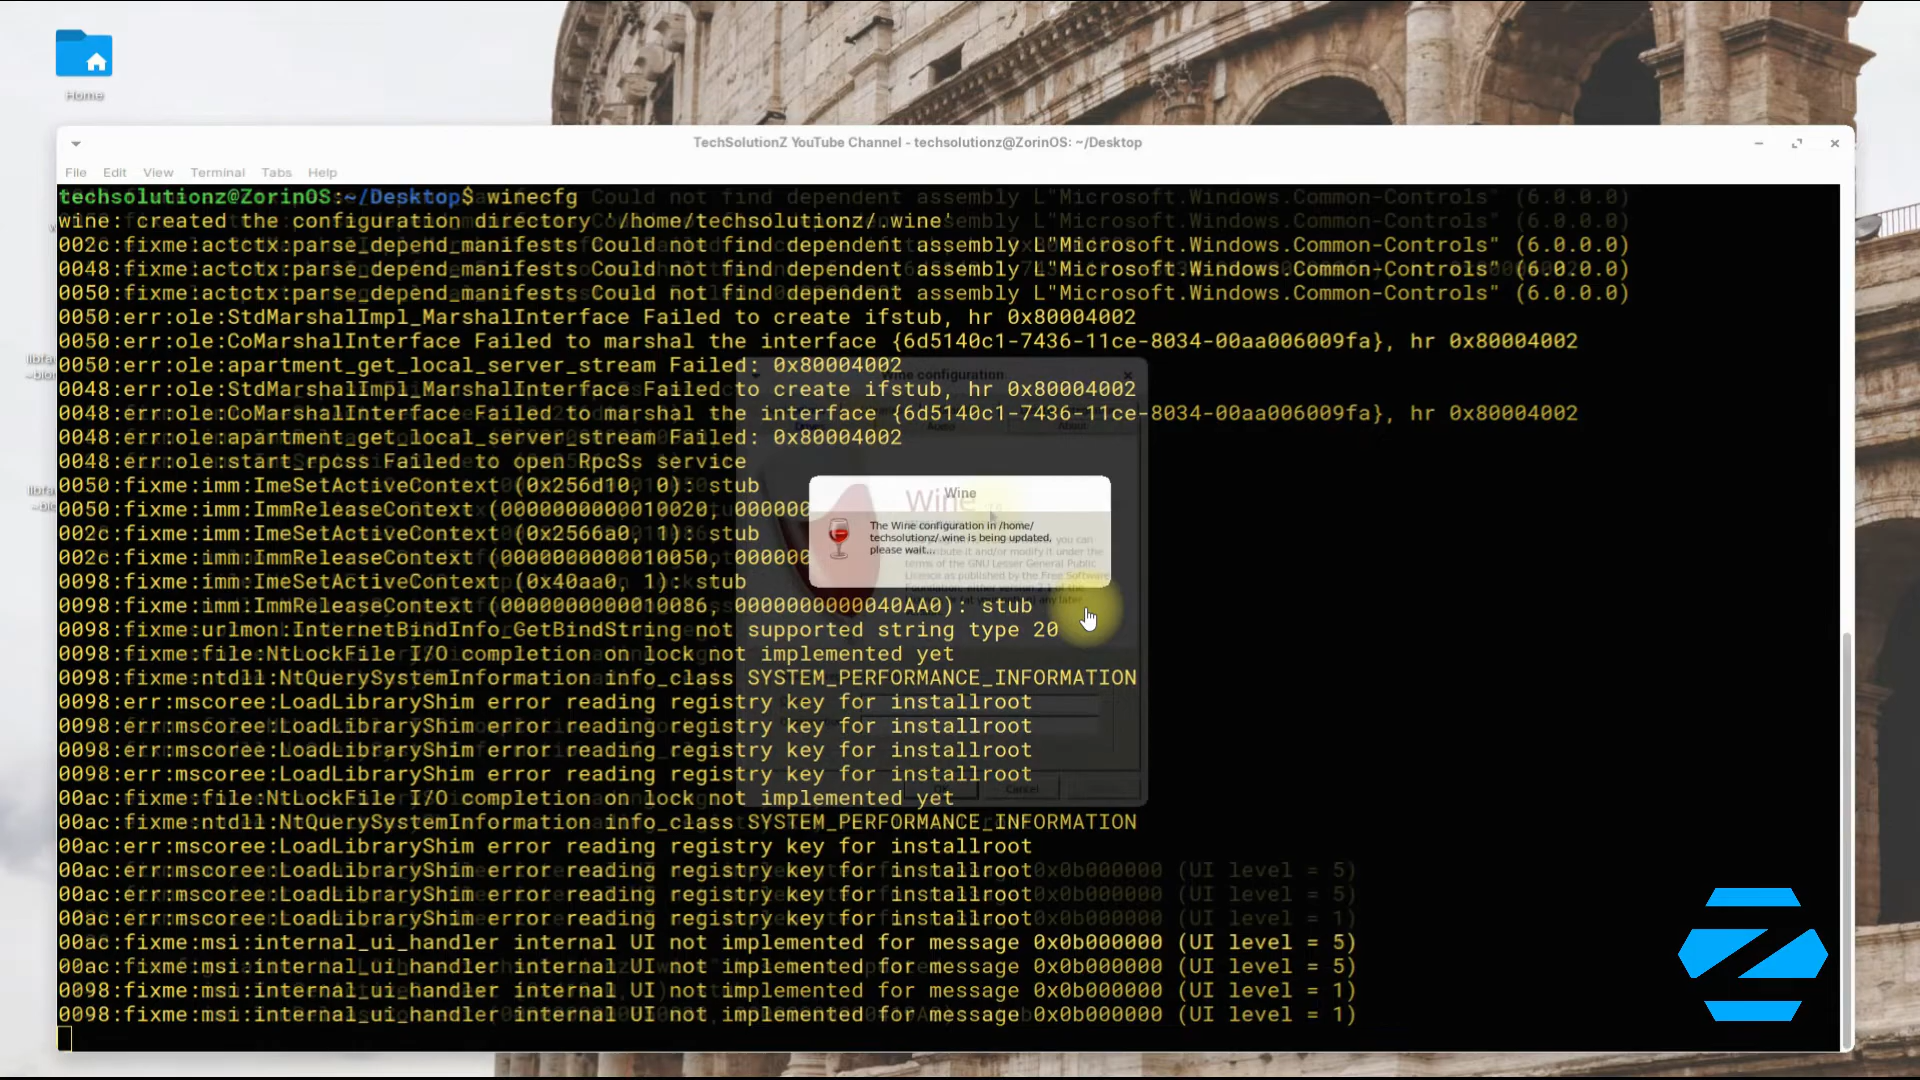 Home
TechSolutionZ YouTube Channel - techsolutionz@ZorinOS: ~/Desktop
File Edit View Terminal Tabs Help
techsolutionz@ZorinOS:~/Desktop$ winecfg
wine: created the configuration directory '/home/techsolutionz/.wine'
002c:fixme:actctx:parse_depend_manifests Could not find dependent assembly L"Microsoft.Windows.Common-Controls" (6.0.0.0)
0048:fixme:actctx:parse_depend_manifests Could not find dependent assembly L"Microsoft.Windows.Common-Controls" (6.0.0.0)
0050:fixme:actctx:parse_depend_manifests Could not find dependent assembly L"Microsoft.Windows.Common-Controls" (6.0.0.0)
0050:err:ole:StdMarshalImpl_MarshalInterface Failed to create ifstub, hr 0x80004002
0050:err:ole:CoMarshalInterface Failed to marshal the interface {6d5140c1-7436-11ce-8034-00aa006009fa}, hr 0x80004002
0050:err:ole:apartment_get_local_server_stream Failed: 0x80004002
0048:err:ole:StdMarshalImpl_MarshalInterface Failed to create ifstub, hr 0x80004002
0048:err:ole:CoMarshalInterface Failed to marshal the interface {6d5140c1-7436-11ce-8034-00aa006009fa}, hr 0x80004002
0048:err:ole:apartment_get_local_server_stream Failed: 0x80004002
0048:err:ole:start_rpcss Failed to open RpcSs service
0050:fixme:imm:ImeSetActiveContext (0x256d10, 0): stub
0050:fixme:imm:ImmReleaseContext (0000000000010020, 000000
002c:fixme:imm:ImeSetActiveContext (0x2566a0, 1): stub
002c:fixme:imm:ImmReleaseContext (0000000000010050, 000000
0098:fixme:imm:ImeSetActiveContext (0x40aa0, 1): stub
0098:fixme:imm:ImmReleaseContext (0000000000010086, 0000000000040AA0): stub
0098:fixme:urlmon:InternetBindInfo_GetBindString not supported string type 20
0098:fixme:file:NtLockFile I/O completion on lock not implemented yet
0098:fixme:ntdll:NtQuerySystemInformation info_class SYSTEM_PERFORMANCE_INFORMATION
0098:err:mscoree:LoadLibraryShim error reading registry key for installroot
0098:err:mscoree:LoadLibraryShim error reading registry key for installroot
0098:err:mscoree:LoadLibraryShim error reading registry key for installroot
0098:err:mscoree:LoadLibraryShim error reading registry key for installroot
00ac:fixme:file:NtLockFile I/O completion on lock not implemented yet
00ac:fixme:ntdll:NtQuerySystemInformation info_class SYSTEM_PERFORMANCE_INFORMATION
00ac:err:mscoree:LoadLibraryShim error reading registry key for installroot
00ac:err:mscoree:LoadLibraryShim error reading registry key for installroot
00ac:err:mscoree:LoadLibraryShim error reading registry key for installroot
00ac:err:mscoree:LoadLibraryShim error reading registry key for installroot
00ac:fixme:msi:internal_ui_handler internal UI not implemented for message 0x0b000000 (UI level = 5)
00ac:fixme:msi:internal_ui_handler internal UI not implemented for message 0x0b000000 (UI level = 5)
0098:fixme:msi:internal_ui_handler internal UI not implemented for message 0x0b000000 (UI level = 1)
0098:fixme:msi:internal_ui_handler internal UI not implemented for message 0x0b000000 (UI level = 1)
Wine configuration
Wine
The Wine configuration in /home/
techsolutionz/.wine is being updated,
please wait...